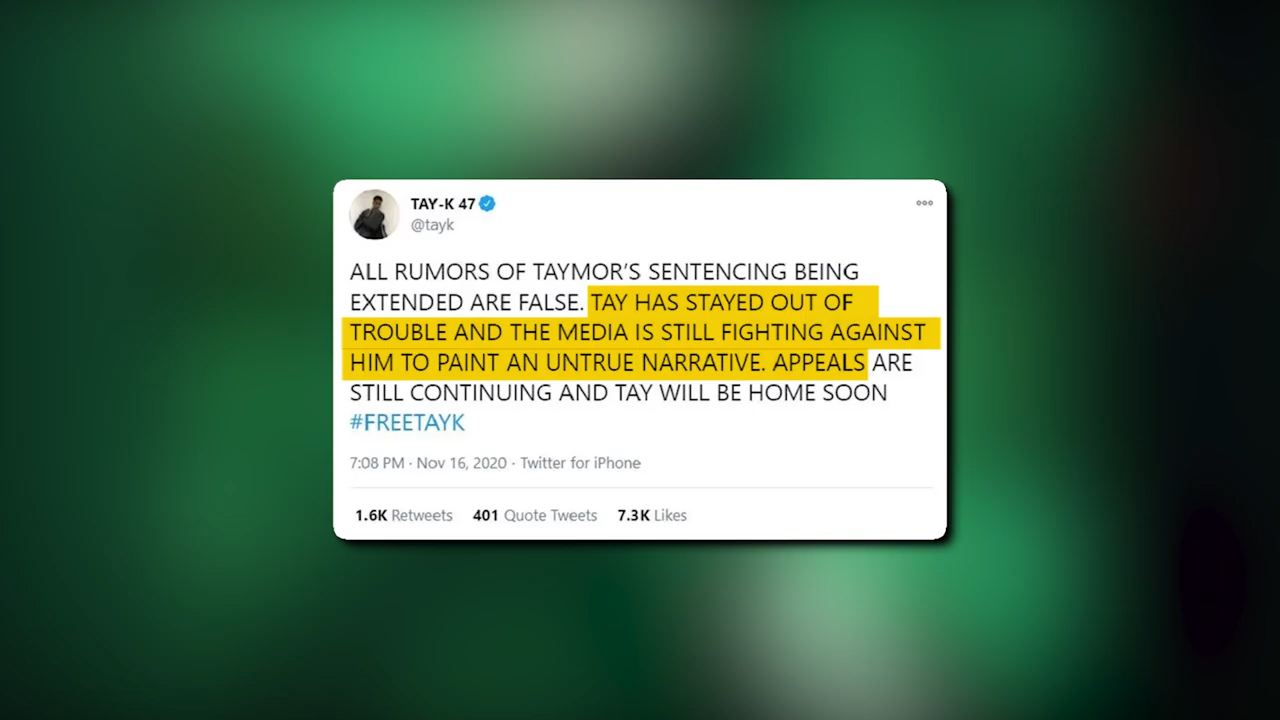 TAY-K 47
@tayk
ALL RUMORS OF TAYMOR'S SENTENCING BEING
EXTENDED ARE FALSE. TAY HAS STAYED OUT OF
TROUBLE AND THE MEDIA IS STILL FIGHTING AGAINST
HIM TO PAINT AN UNTRUE NARRATIVE. APPEALS ARE
STILL CONTINUING AND TAY WILL BE HOME SOON
#FREETAYK
7:08 PM · Nov 16, 2020 · Twitter for iPhone
1.6K Retweets 401 Quote Tweets 7.3K Likes